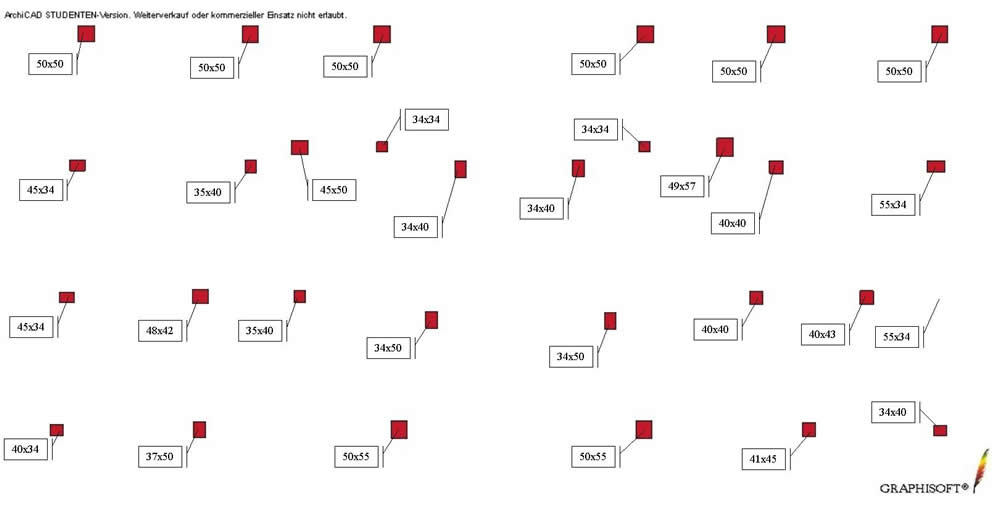 ArchiCAD STUDENTEN-Version. Weiterverkauf oder kommerzieller Einsatz nicht erlaubt.
50x50
50x50
50x50
50x50
50x50
50x50
34x34
34x34
45x34
35x40
45x50
34x40
34x40
49x57
40x40
55x34
45x34
48x42
35x40
34x50
34x50
40x40
40x43
55x34
34x40
40x34
37x50
50x55
50x55
41x45
GRAPHISOFT®